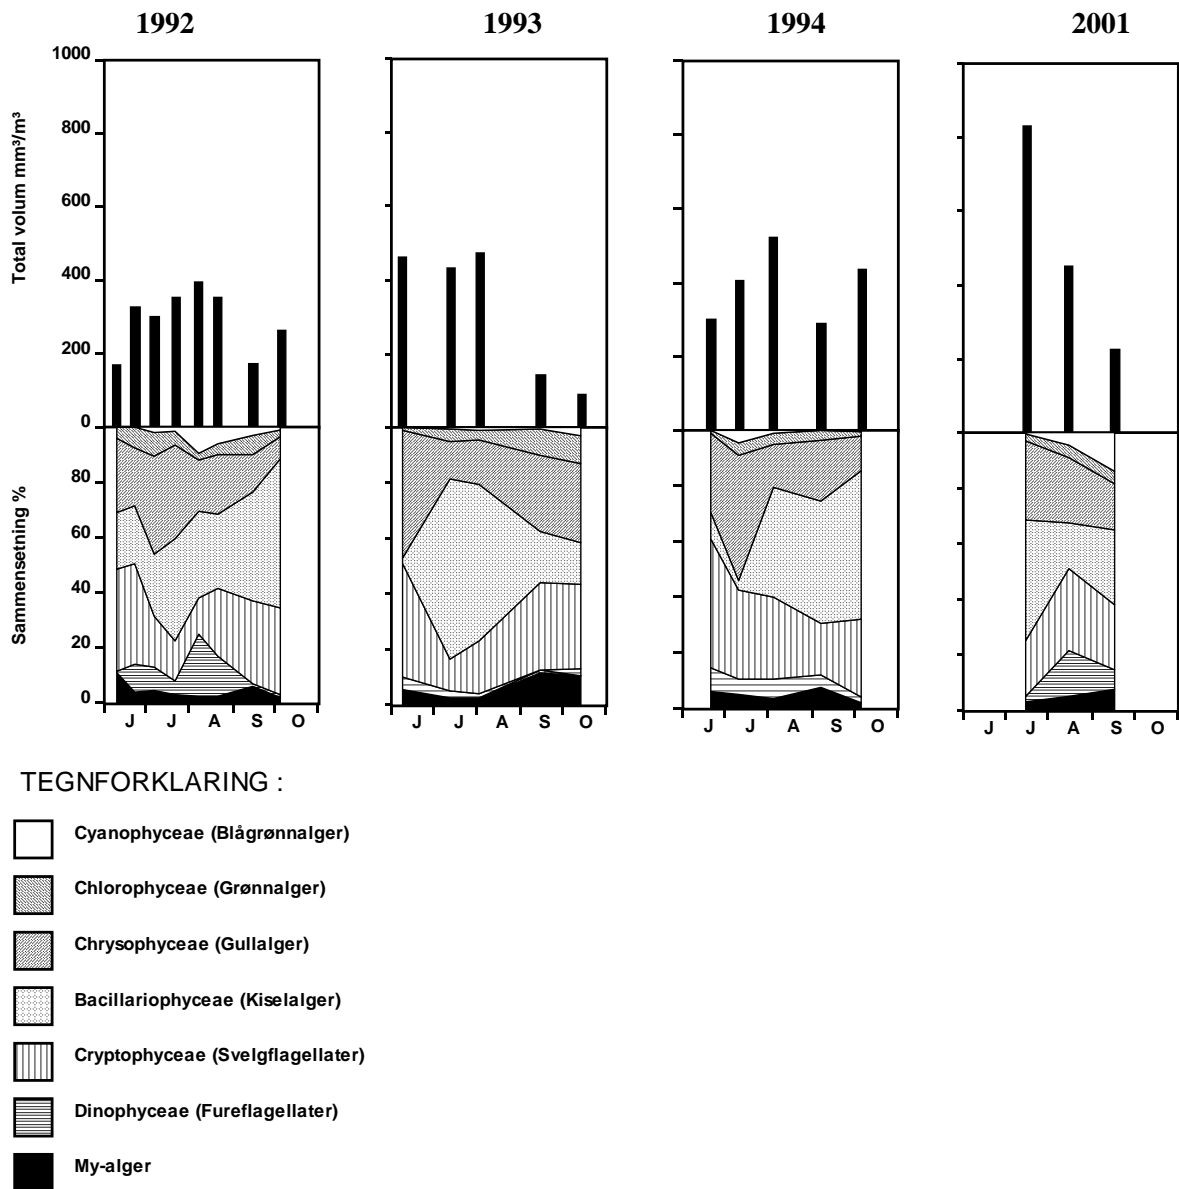 1992 1993 1994 2001
1000
800
600
400
200
0
Total volum mm³/m³
80
60
40
20
0
Sammensetning %
J J A S O
J J A S O
J J A S O
J J A S O
TEGNFORKLARING :
Cyanophyceae (Blågrønnalger)
Chlorophyceae (Grønnalger)
Chrysophyceae (Gullalger)
Bacillariophyceae (Kiselalger)
Cryptophyceae (Svelgflagellater)
Dinophyceae (Fureflagellater)
My-alger